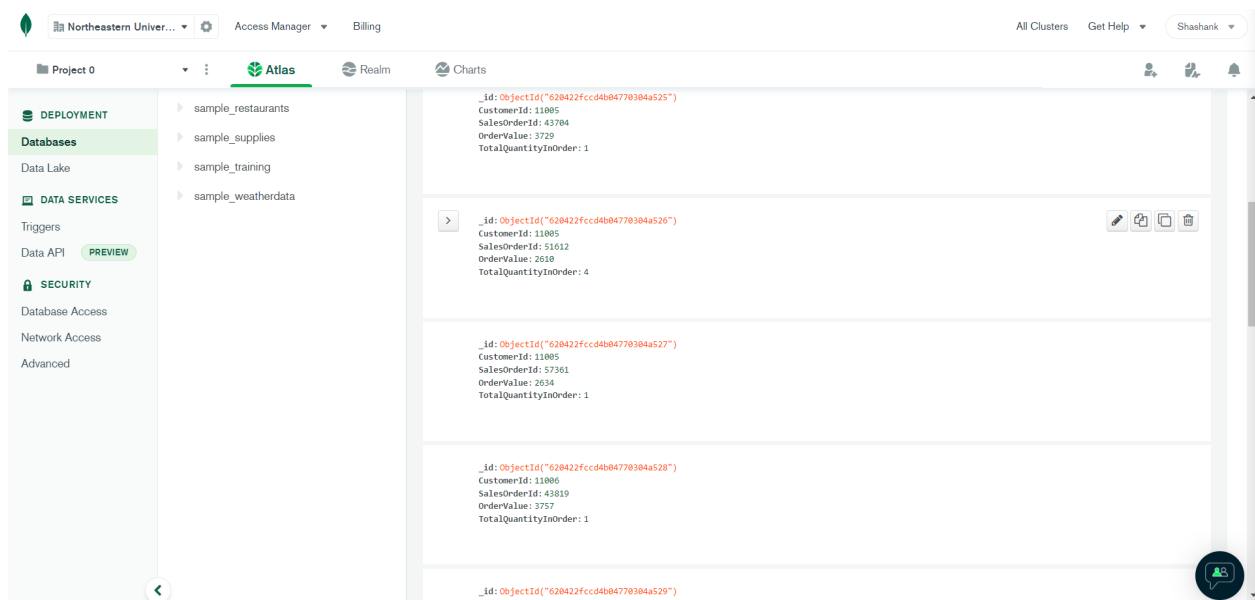 Northeastern Univer...
Access Manager
Billing
All Clusters
Get Help
Shashank
Project 0
Atlas
Realm
Charts
DEPLOYMENT
Databases
Data Lake
DATA SERVICES
Triggers
Data API
PREVIEW
SECURITY
Database Access
Network Access
Advanced
sample_restaurants
sample_supplies
sample_training
sample_weatherdata
_id: ObjectId("620422fccd4b04770304a525")
CustomerId: 11005
SalesOrderId: 43704
OrderValue: 3729
TotalQuantityInOrder: 1
_id: ObjectId("620422fccd4b04770304a526")
CustomerId: 11005
SalesOrderId: 51612
OrderValue: 2610
TotalQuantityInOrder: 4
_id: ObjectId("620422fccd4b04770304a527")
CustomerId: 11005
SalesOrderId: 57361
OrderValue: 2634
TotalQuantityInOrder: 1
_id: ObjectId("620422fccd4b04770304a528")
CustomerId: 11006
SalesOrderId: 43819
OrderValue: 3757
TotalQuantityInOrder: 1
_id: ObjectId("620422fccd4b04770304a529")